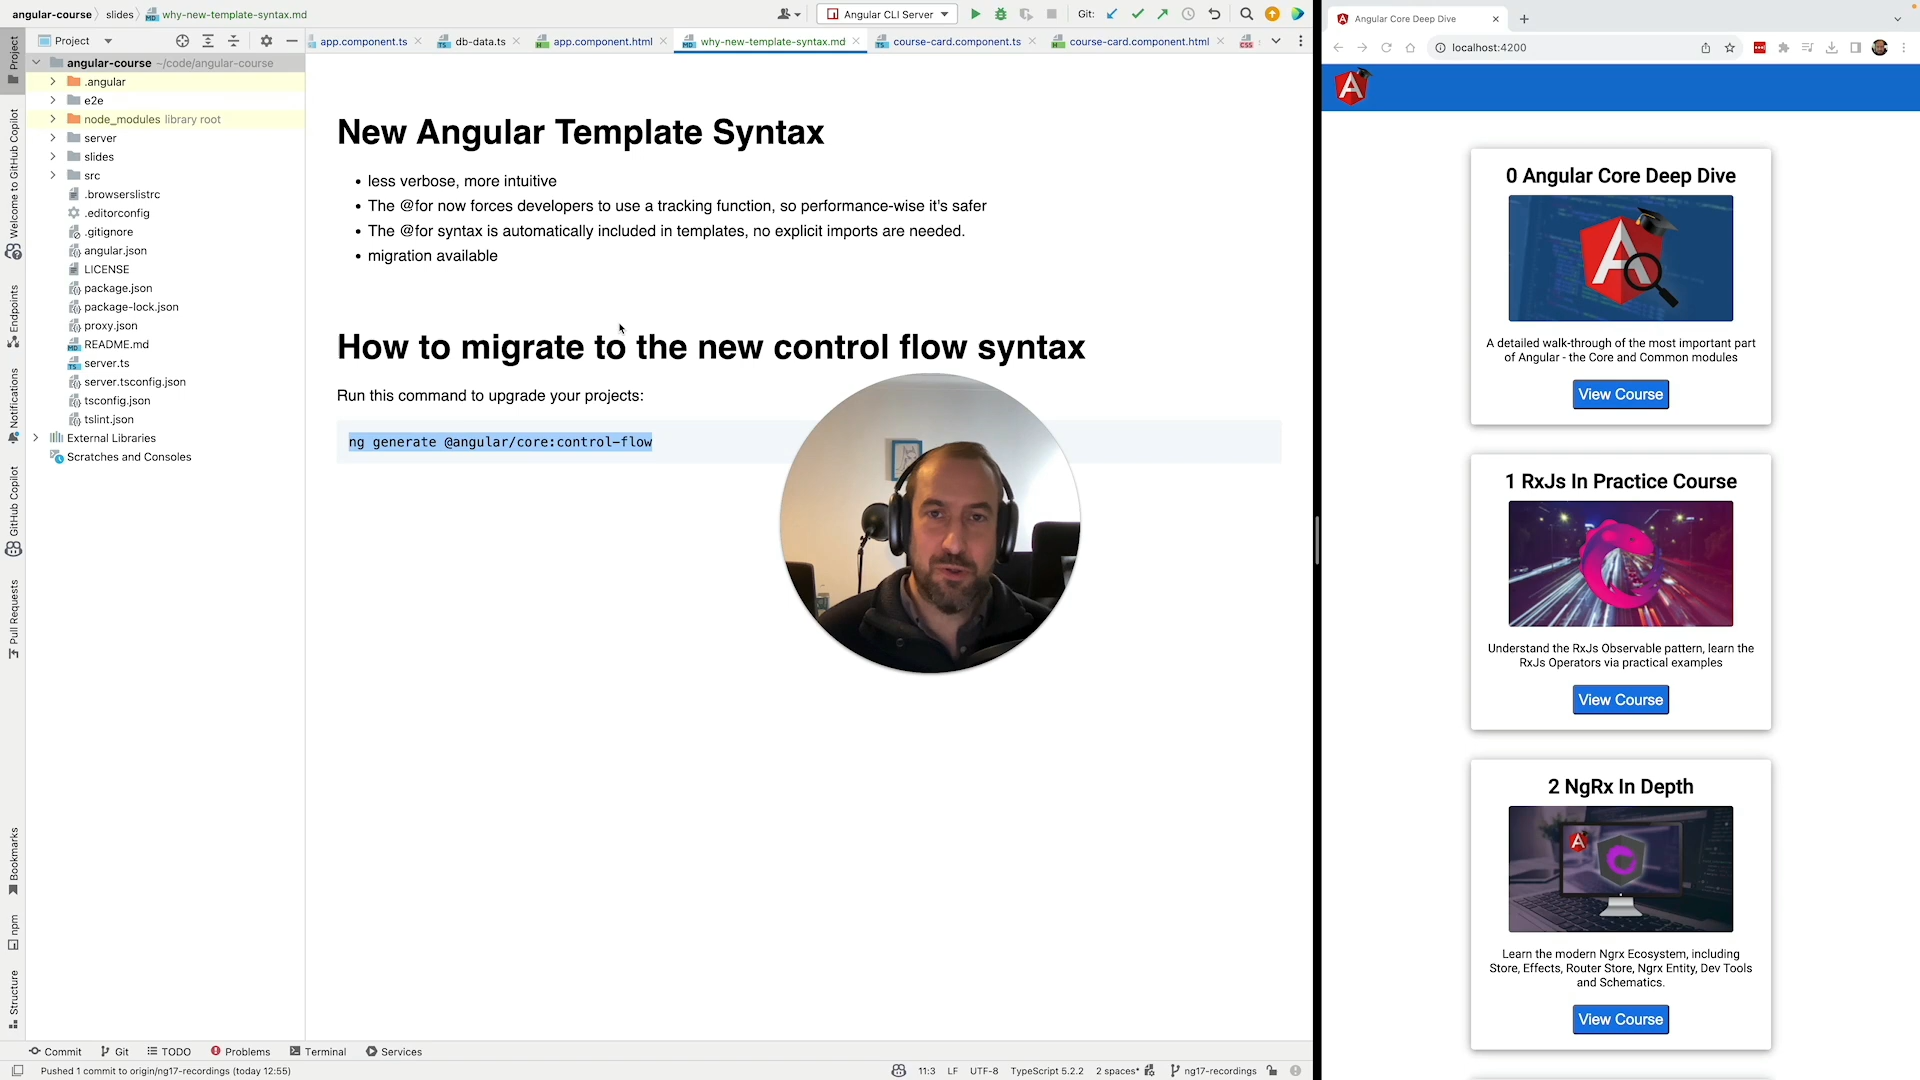 angular-course
slides
why-new-template-syntax.md
Angular CLI Server
Git:
Project
app.component.ts
db-data.ts
app.component.html
why-new-template-syntax.md
course-card.component.ts
course-card.component.html
CSS
angular-course ~/code/angular-course
.angular
e2e
node_modules library root
server
slides
src
.browserslistrc
.editorconfig
.gitignore
angular.json
LICENSE
package.json
package-lock.json
proxy.json
README.md
server.ts
server.tsconfig.json
tsconfig.json
tslint.json
External Libraries
Scratches and Consoles
Project
Welcome to GitHub Copilot
Endpoints
Notifications
GitHub Copilot
Pull Requests
Bookmarks
npm
Structure
New Angular Template Syntax
• less verbose, more intuitive
• The @for now forces developers to use a tracking function, so performance-wise it's safer
• The @for syntax is automatically included in templates, no explicit imports are needed.
• migration available
How to migrate to the new control flow syntax
Run this command to upgrade your projects:
ng generate @angular/core:control-flow
Commit
Git
TODO
Problems
Terminal
Services
Pushed 1 commit to origin/ng17-recordings (today 12:55)
11:3
LF
UTF-8
TypeScript 5.2.2
2 spaces*
ng17-recordings
Angular Core Deep Dive
localhost:4200
0 Angular Core Deep Dive
A detailed walk-through of the most important part
of Angular - the Core and Common modules
View Course
1 RxJs In Practice Course
Understand the RxJs Observable pattern, learn the
RxJs Operators via practical examples
View Course
2 NgRx In Depth
Learn the modern Ngrx Ecosystem, including
Store, Effects, Router Store, Ngrx Entity, Dev Tools
and Schematics.
View Course